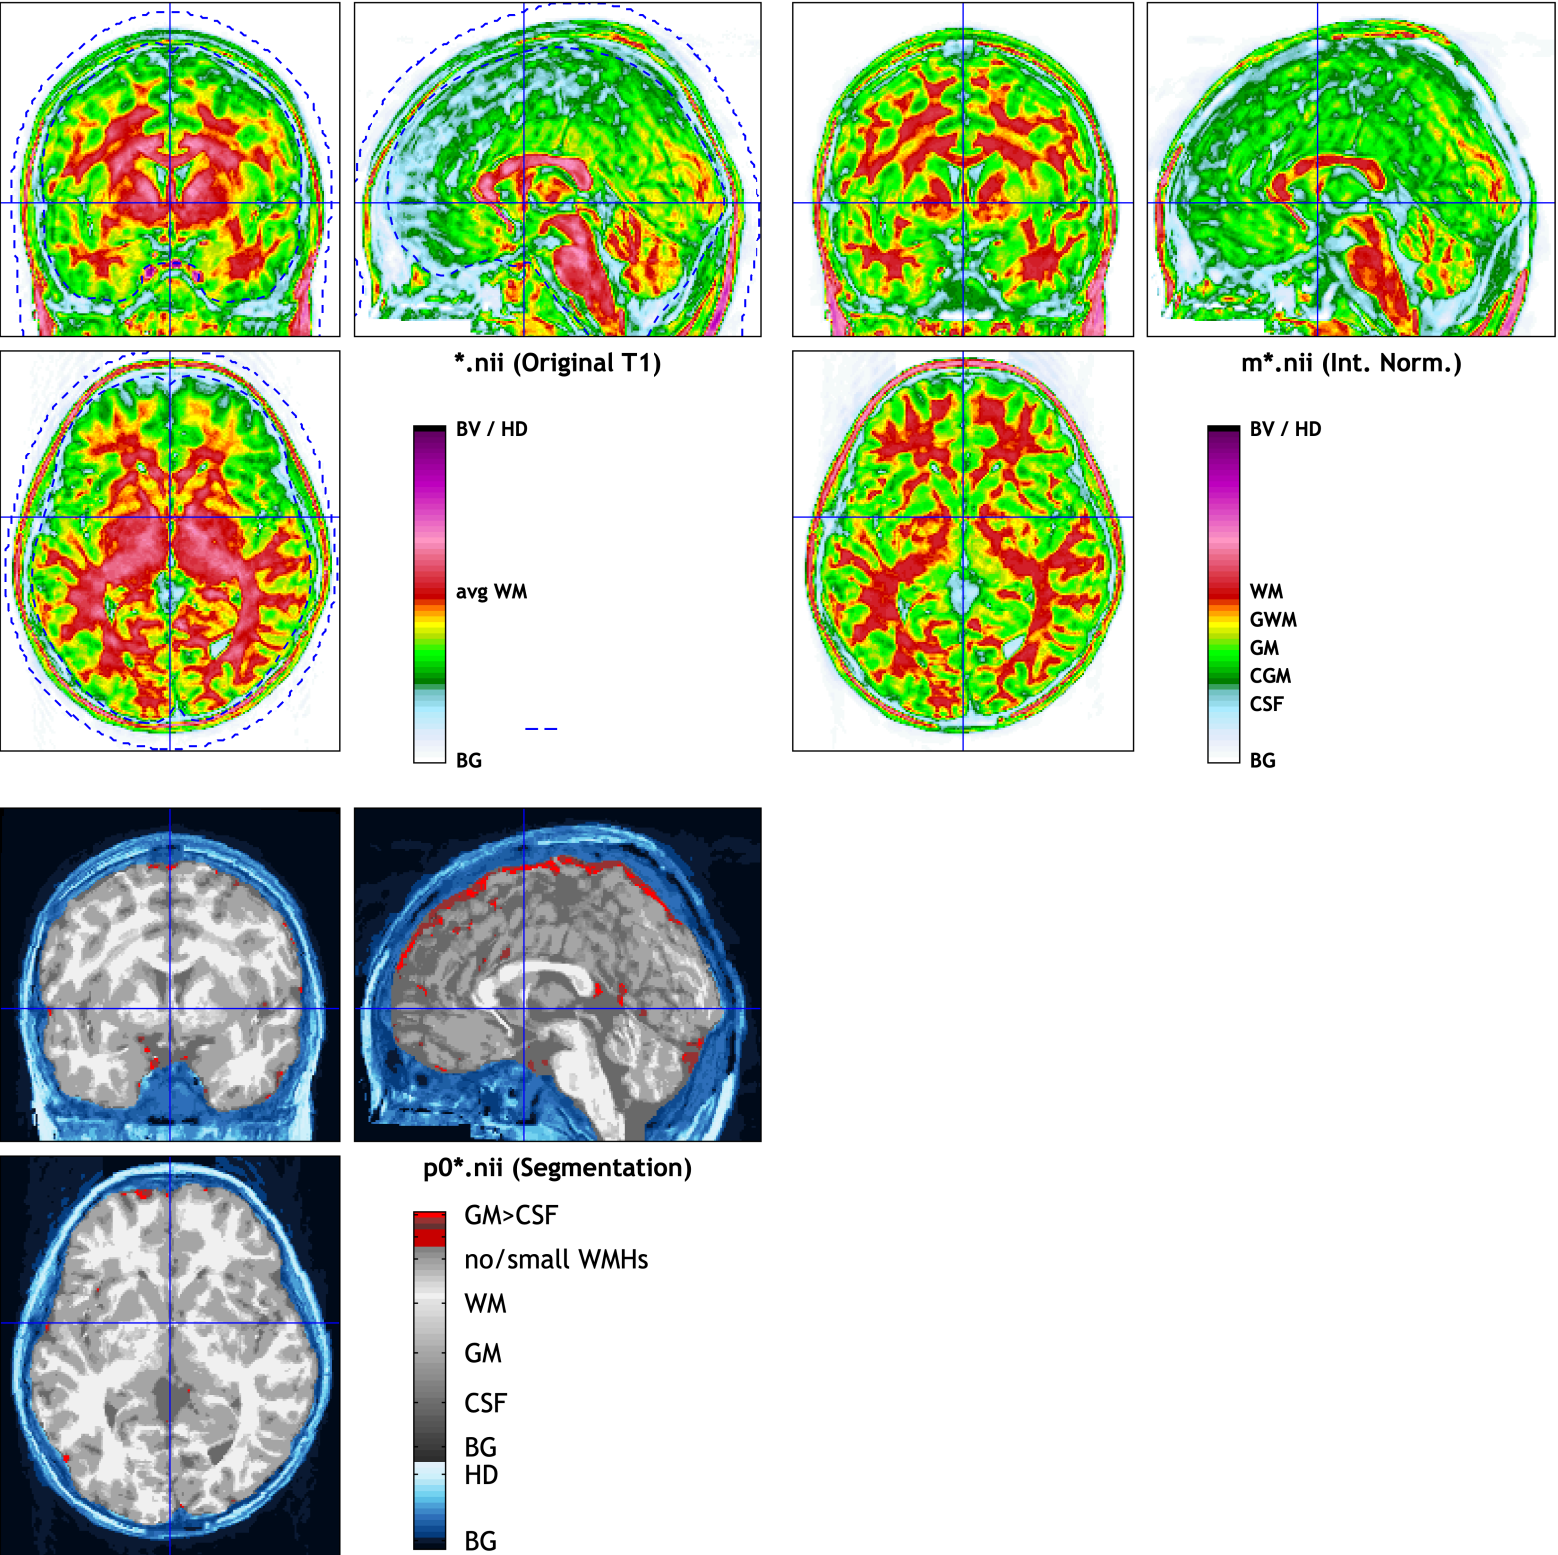 *.nii (Original T1)
BV / HD
avg WM
BG
m*.nii (Int. Norm.)
BV / HD
WM
GWM
GM
CGM
CSF
BG
p0*.nii (Segmentation)
GM>CSF
no/small WMHs
WM
GM
CSF
BG
HD
BG